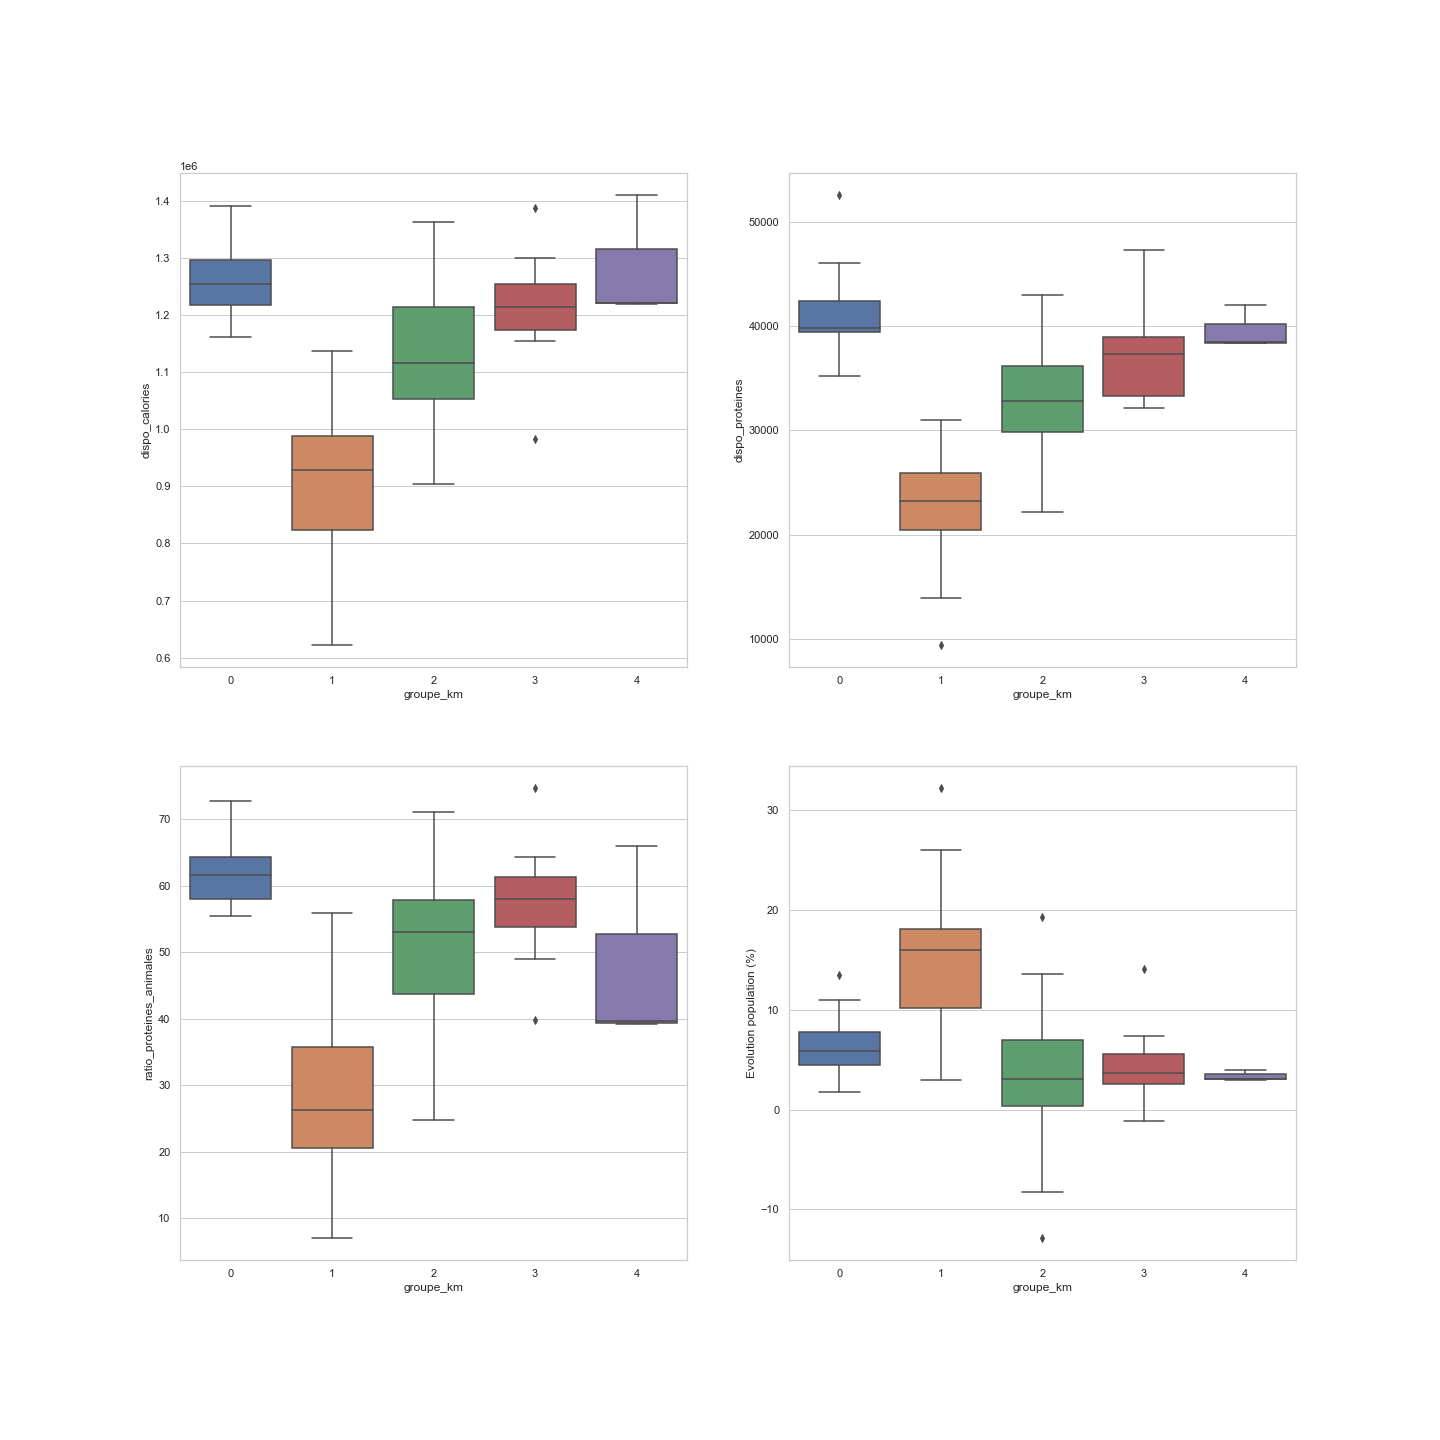 1e6
dispo_calories
1.4
1.3
1.2
1.1
1.0
0.9
0.8
0.7
0.6
0 1 2 3 4
groupe_km
dispo_proteines
50000
40000
30000
20000
10000
0 1 2 3 4
groupe_km
ratio_proteines_animales
70
60
50
40
30
20
10
0 1 2 3 4
groupe_km
Evolution population (%)
30
20
10
0
−10
0 1 2 3 4
groupe_km